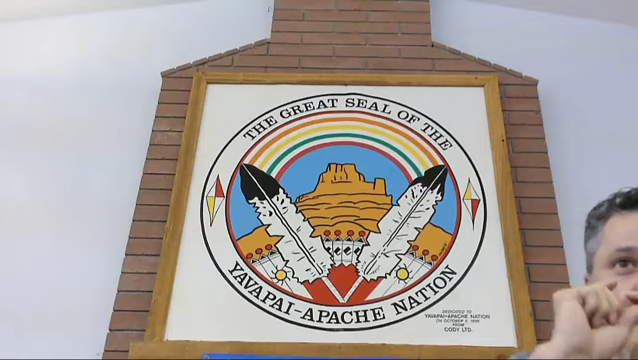 THE GREAT SEAL OF THE
YAVAPAI-APACHE NATION
DEDICATED TO
YAVAPAI-APACHE NATION
FROM
CODY LTD.